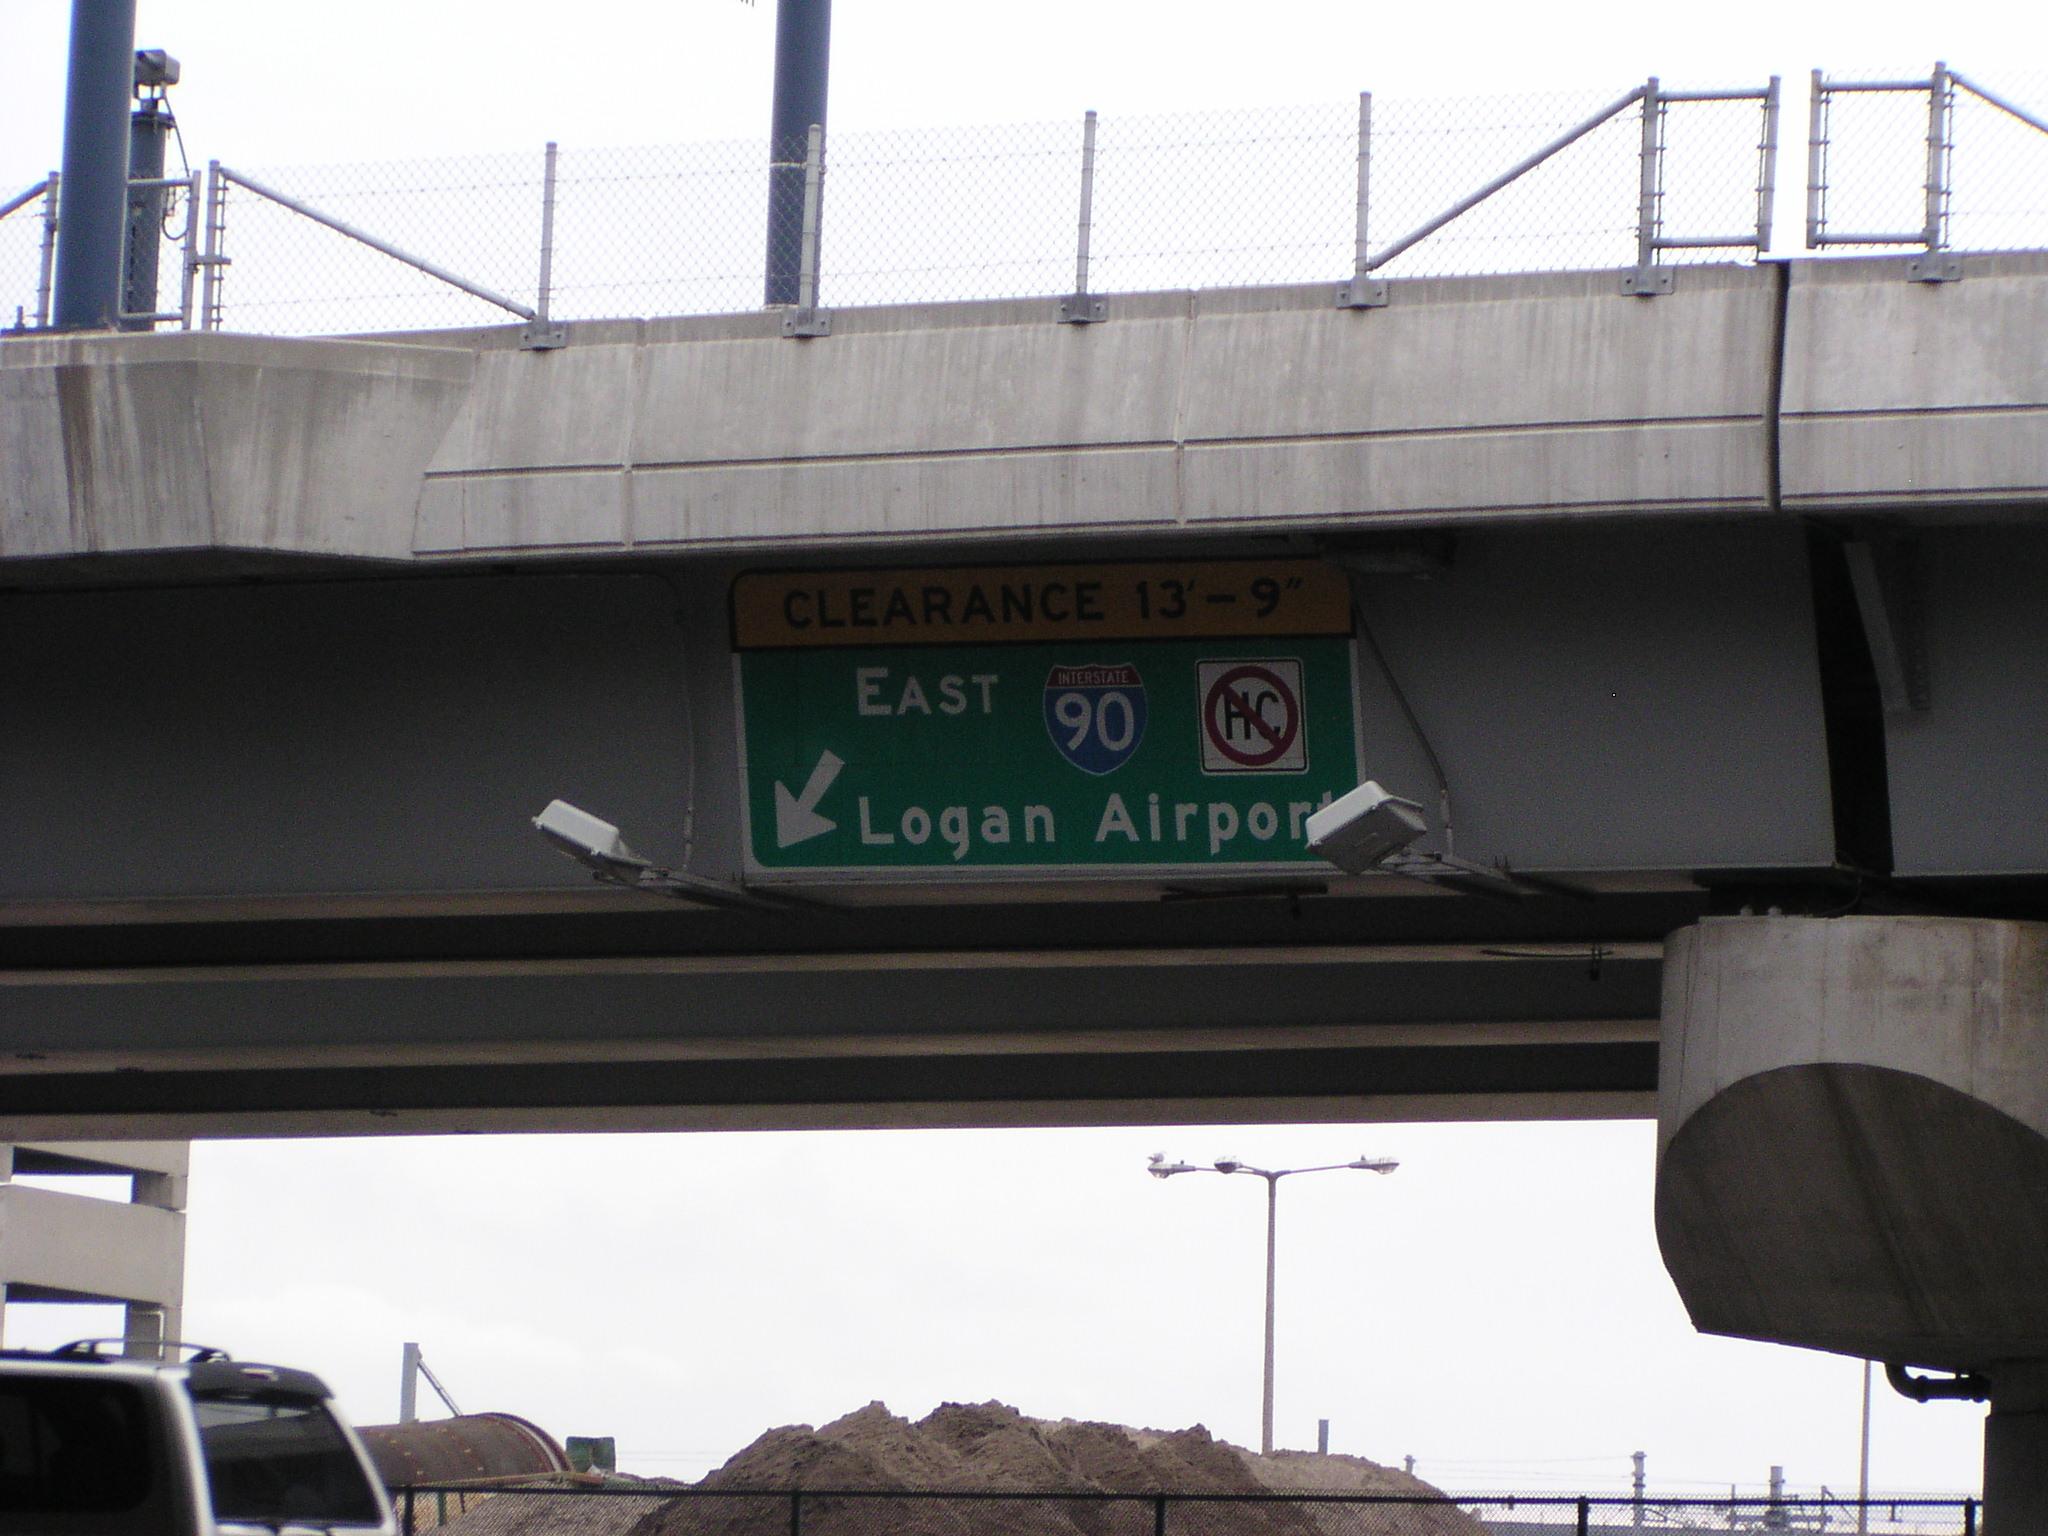 CLEARANCE 13'-9"
EAST INTERSTATE 90 HC
Logan Airport